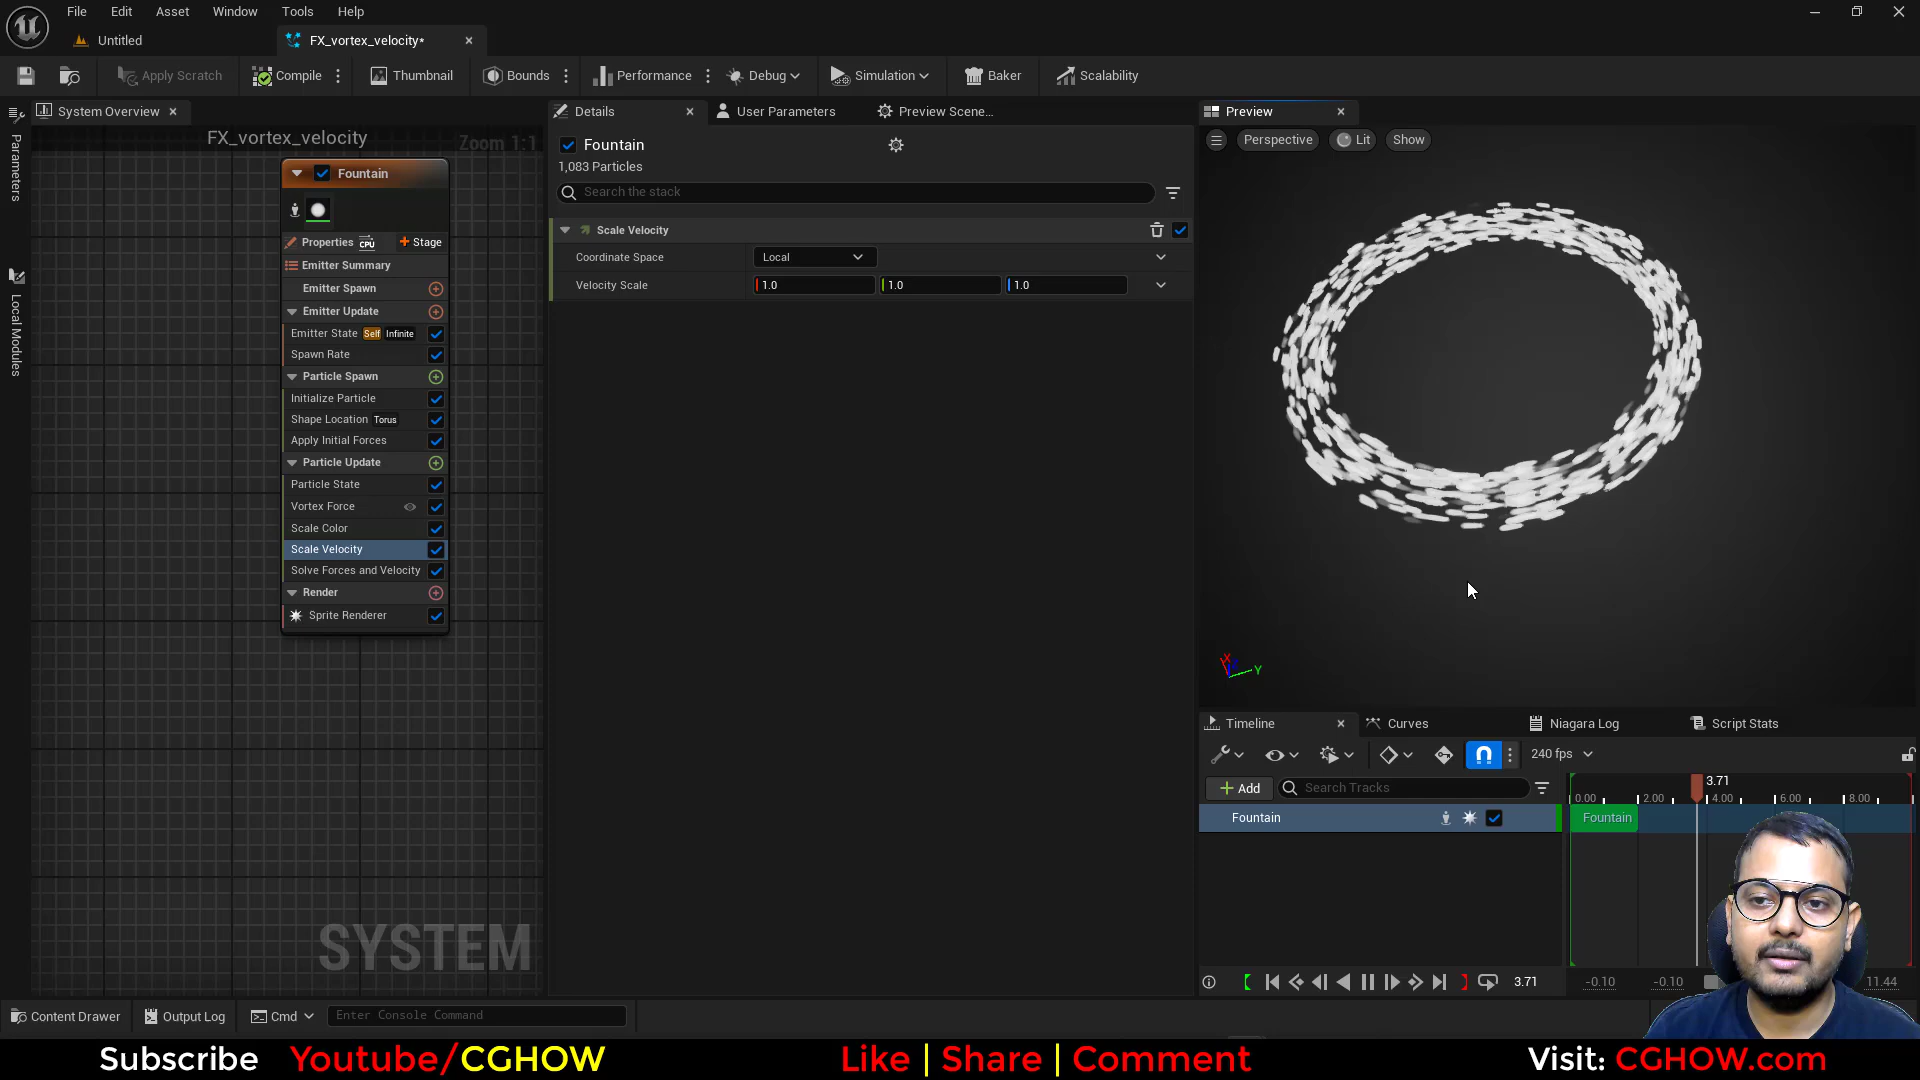 File Edit Asset Window Tools Help
Untitled FX_vortex_velocity*
Apply Scratch Compile Thumbnail Bounds Performance Debug Simulation Baker Scalability
System Overview
Details User Parameters Preview Scene...
Preview
Parameters
Local Modules
FX_vortex_velocity
Zoom 1:1
Fountain
Properties CPU Stage
Emitter Summary
Emitter Spawn
Emitter Update
Emitter State Self Infinite
Spawn Rate
Particle Spawn
Initialize Particle
Shape Location Torus
Apply Initial Forces
Particle Update
Particle State
Vortex Force
Scale Color
Scale Velocity
Solve Forces and Velocity
Render
Sprite Renderer
SYSTEM
Fountain
1,083 Particles
Search the stack
Scale Velocity
Coordinate Space Local
Velocity Scale 1.0 1.0 1.0
Perspective Lit Show
X Y
Timeline Curves Niagara Log Script Stats
240 fps
Add Search Tracks
3.71
0.00 2.00 4.00 6.00 8.00
Fountain Fountain
3.71 -0.10 -0.10 11.44
Content Drawer Output Log Cmd Enter Console Command
Subscribe Youtube/CGHOW Like | Share | Comment Visit: CGHOW.com